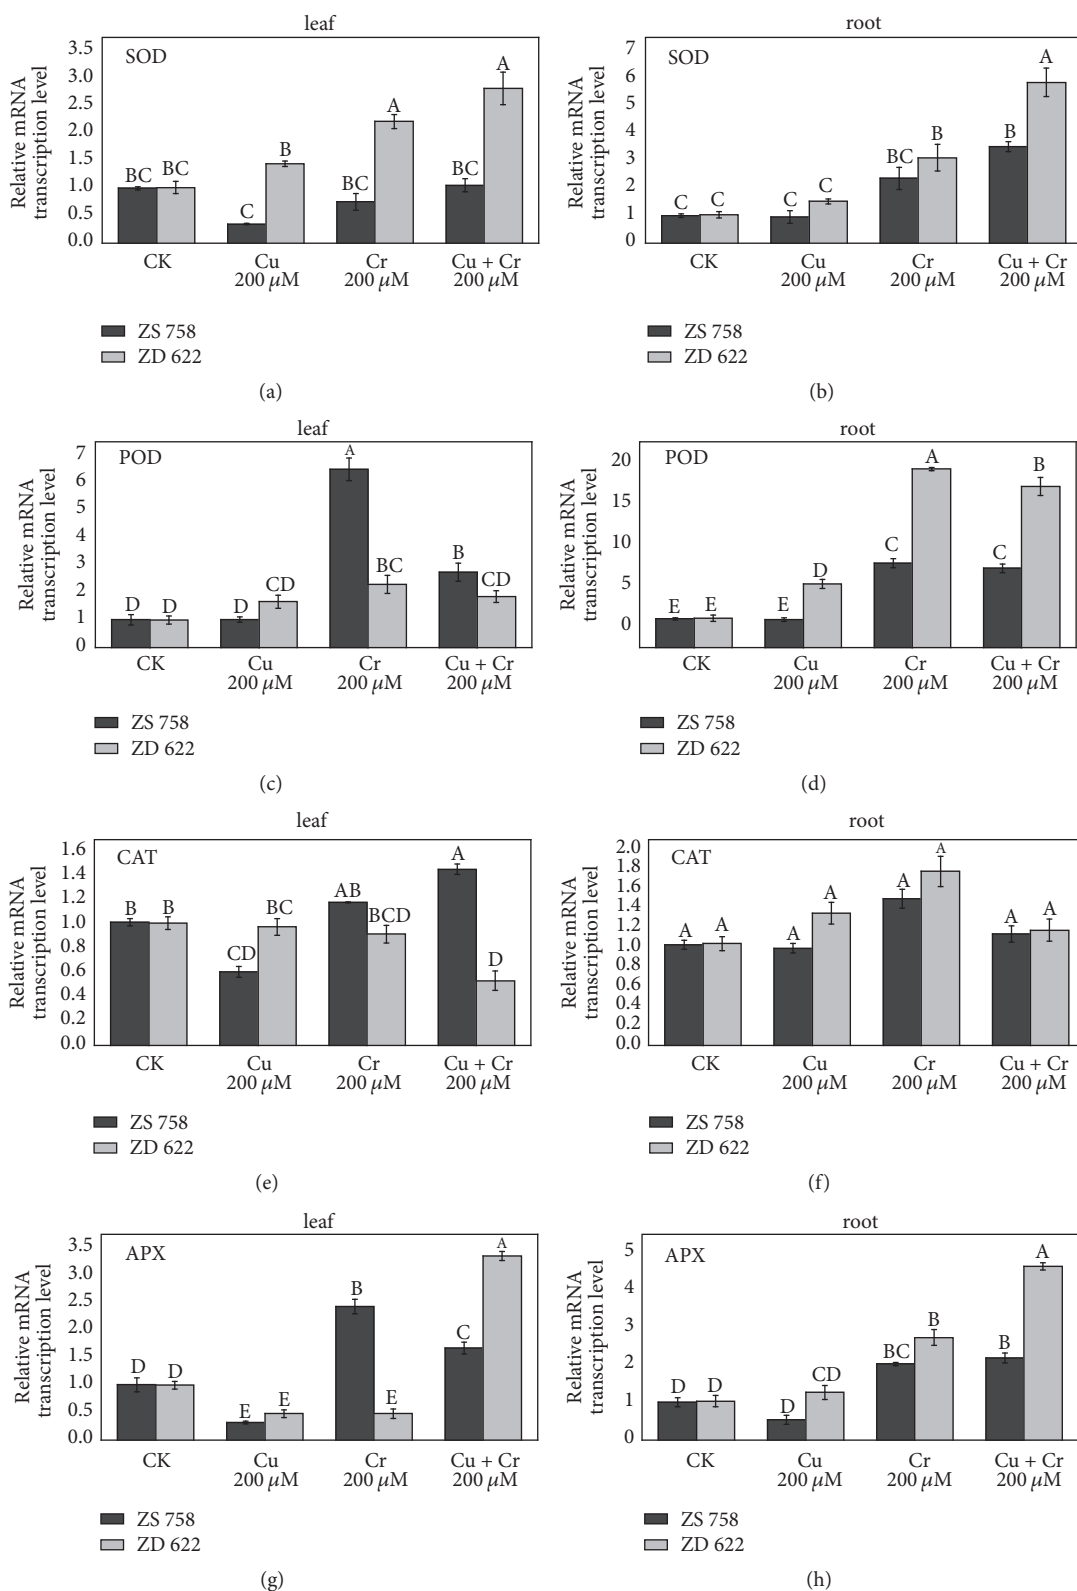 leaf
Relative mRNA
transcription level
3.5
3.0
2.5
2.0
1.5
1.0
0.5
0.0
SOD
BC BC
C
B
BC
A
BC
A
CK
Cu
200 μM
Cr
200 μM
Cu + Cr
200 μM
ZS 758
ZD 622
(a)
root
Relative mRNA
transcription level
7
6
5
4
3
2
1
0
SOD
C C
C
C
BC
B
B
A
CK
Cu
200 μM
Cr
200 μM
Cu + Cr
200 μM
ZS 758
ZD 622
(b)
leaf
Relative mRNA
transcription level
7
6
5
4
3
2
1
0
POD
D D
D
CD
A
BC
B
CD
CK
Cu
200 μM
Cr
200 μM
Cu + Cr
200 μM
ZS 758
ZD 622
(c)
root
Relative mRNA
transcription level
20
15
10
5
0
POD
E E
E
D
C
A
C
B
CK
Cu
200 μM
Cr
200 μM
Cu + Cr
200 μM
ZS 758
ZD 622
(d)
leaf
Relative mRNA
transcription level
1.6
1.4
1.2
1.0
0.8
0.6
0.4
0.2
0.0
CAT
B B
CD
BC
AB
BCD
A
D
CK
Cu
200 μM
Cr
200 μM
Cu + Cr
200 μM
ZS 758
ZD 622
(e)
root
Relative mRNA
transcription level
2.0
1.8
1.6
1.4
1.2
1.0
0.8
0.6
0.4
0.2
0.0
CAT
A A
A
A
A
A
A A
CK
Cu
200 μM
Cr
200 μM
Cu + Cr
200 μM
ZS 758
ZD 622
(f)
leaf
Relative mRNA
transcription level
3.5
3.0
2.5
2.0
1.5
1.0
0.5
0.0
APX
D D
E
E
B
E
C
A
CK
Cu
200 μM
Cr
200 μM
Cu + Cr
200 μM
ZS 758
ZD 622
(g)
root
Relative mRNA
transcription level
5
4
3
2
1
0
APX
D D
D
CD
BC
B
B
A
CK
Cu
200 μM
Cr
200 μM
Cu + Cr
200 μM
ZS 758
ZD 622
(h)